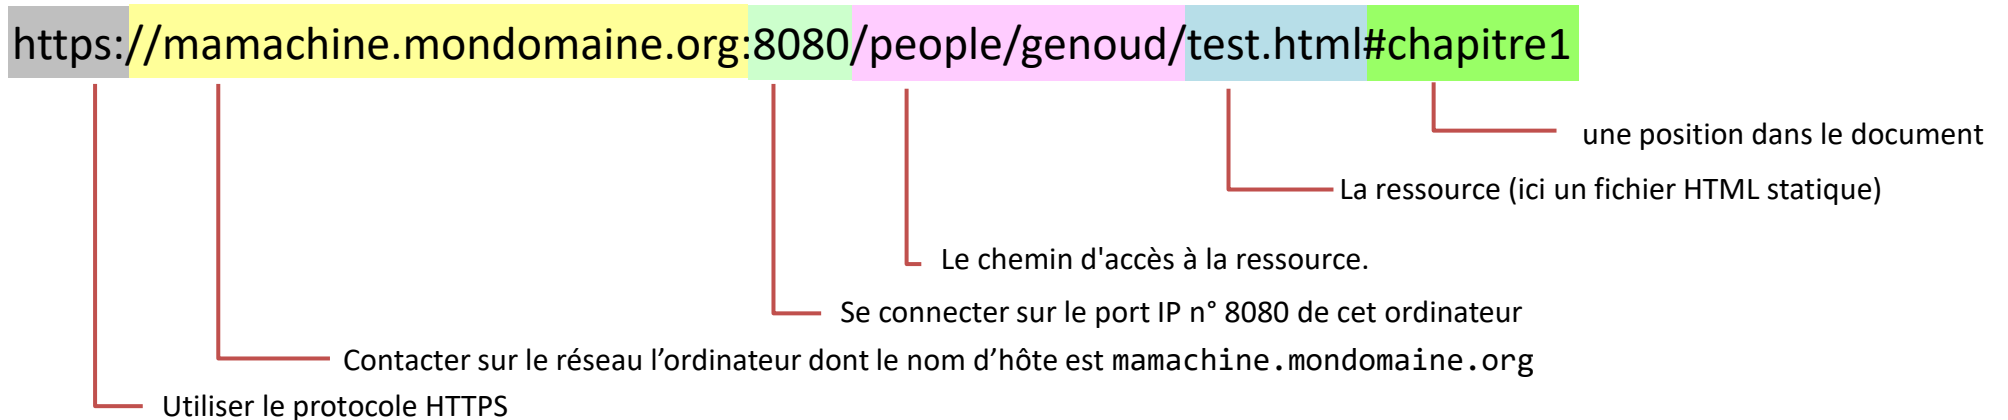 https://mamachine.mondomaine.org:8080/people/genoud/test.html#chapitre1
une position dans le document
La ressource (ici un fichier HTML statique)
Le chemin d'accès à la ressource.
Se connecter sur le port IP n° 8080 de cet ordinateur
Contacter sur le réseau l’ordinateur dont le nom d’hôte est mamachine.mondomaine.org
Utiliser le protocole HTTPS